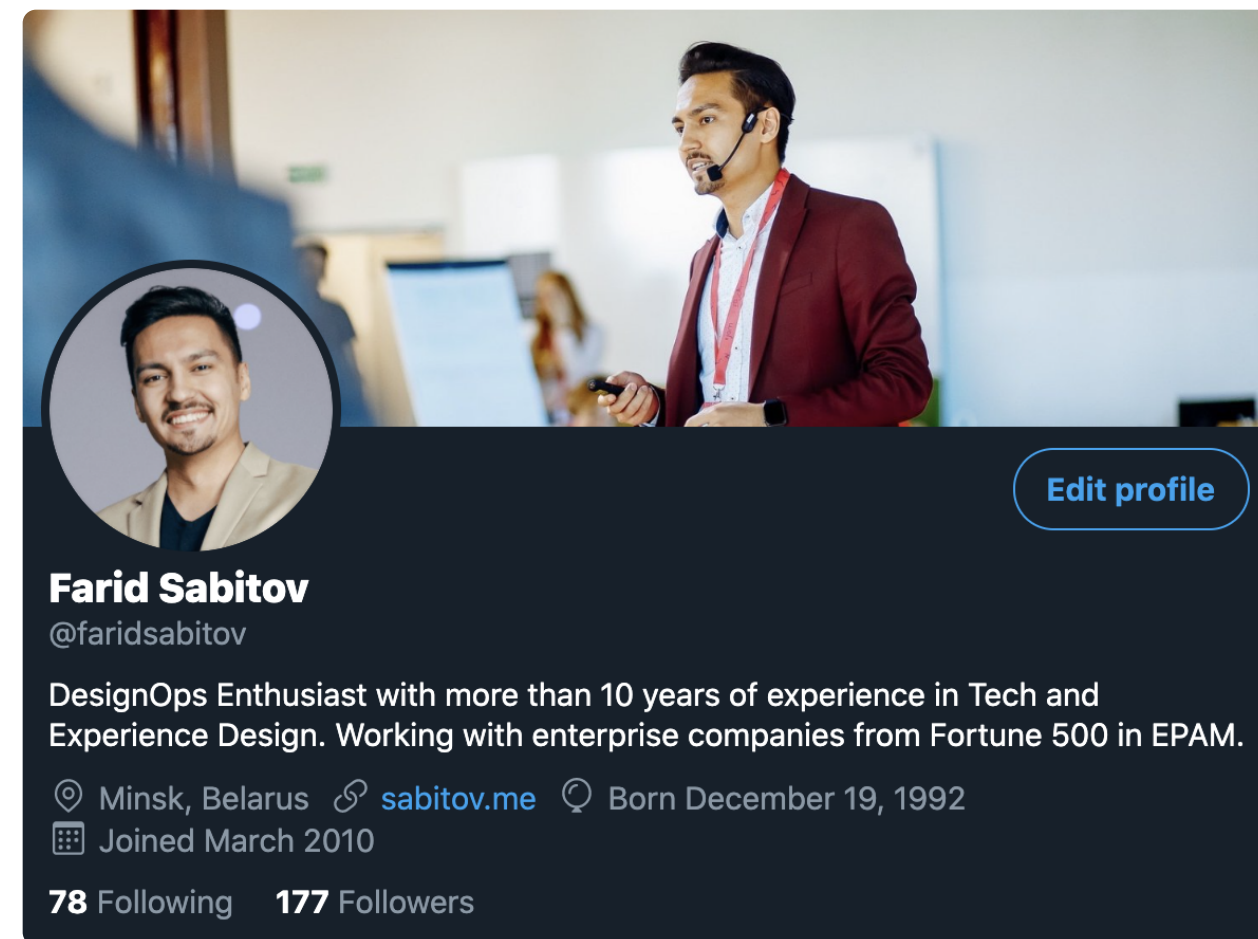 Edit profile
Farid Sabitov
@faridsabitov
DesignOps Enthusiast with more than 10 years of experience in Tech and
Experience Design. Working with enterprise companies from Fortune 500 in EPAM.
Minsk, Belarus sabitov.me Born December 19, 1992
Joined March 2010
78 Following 177 Followers